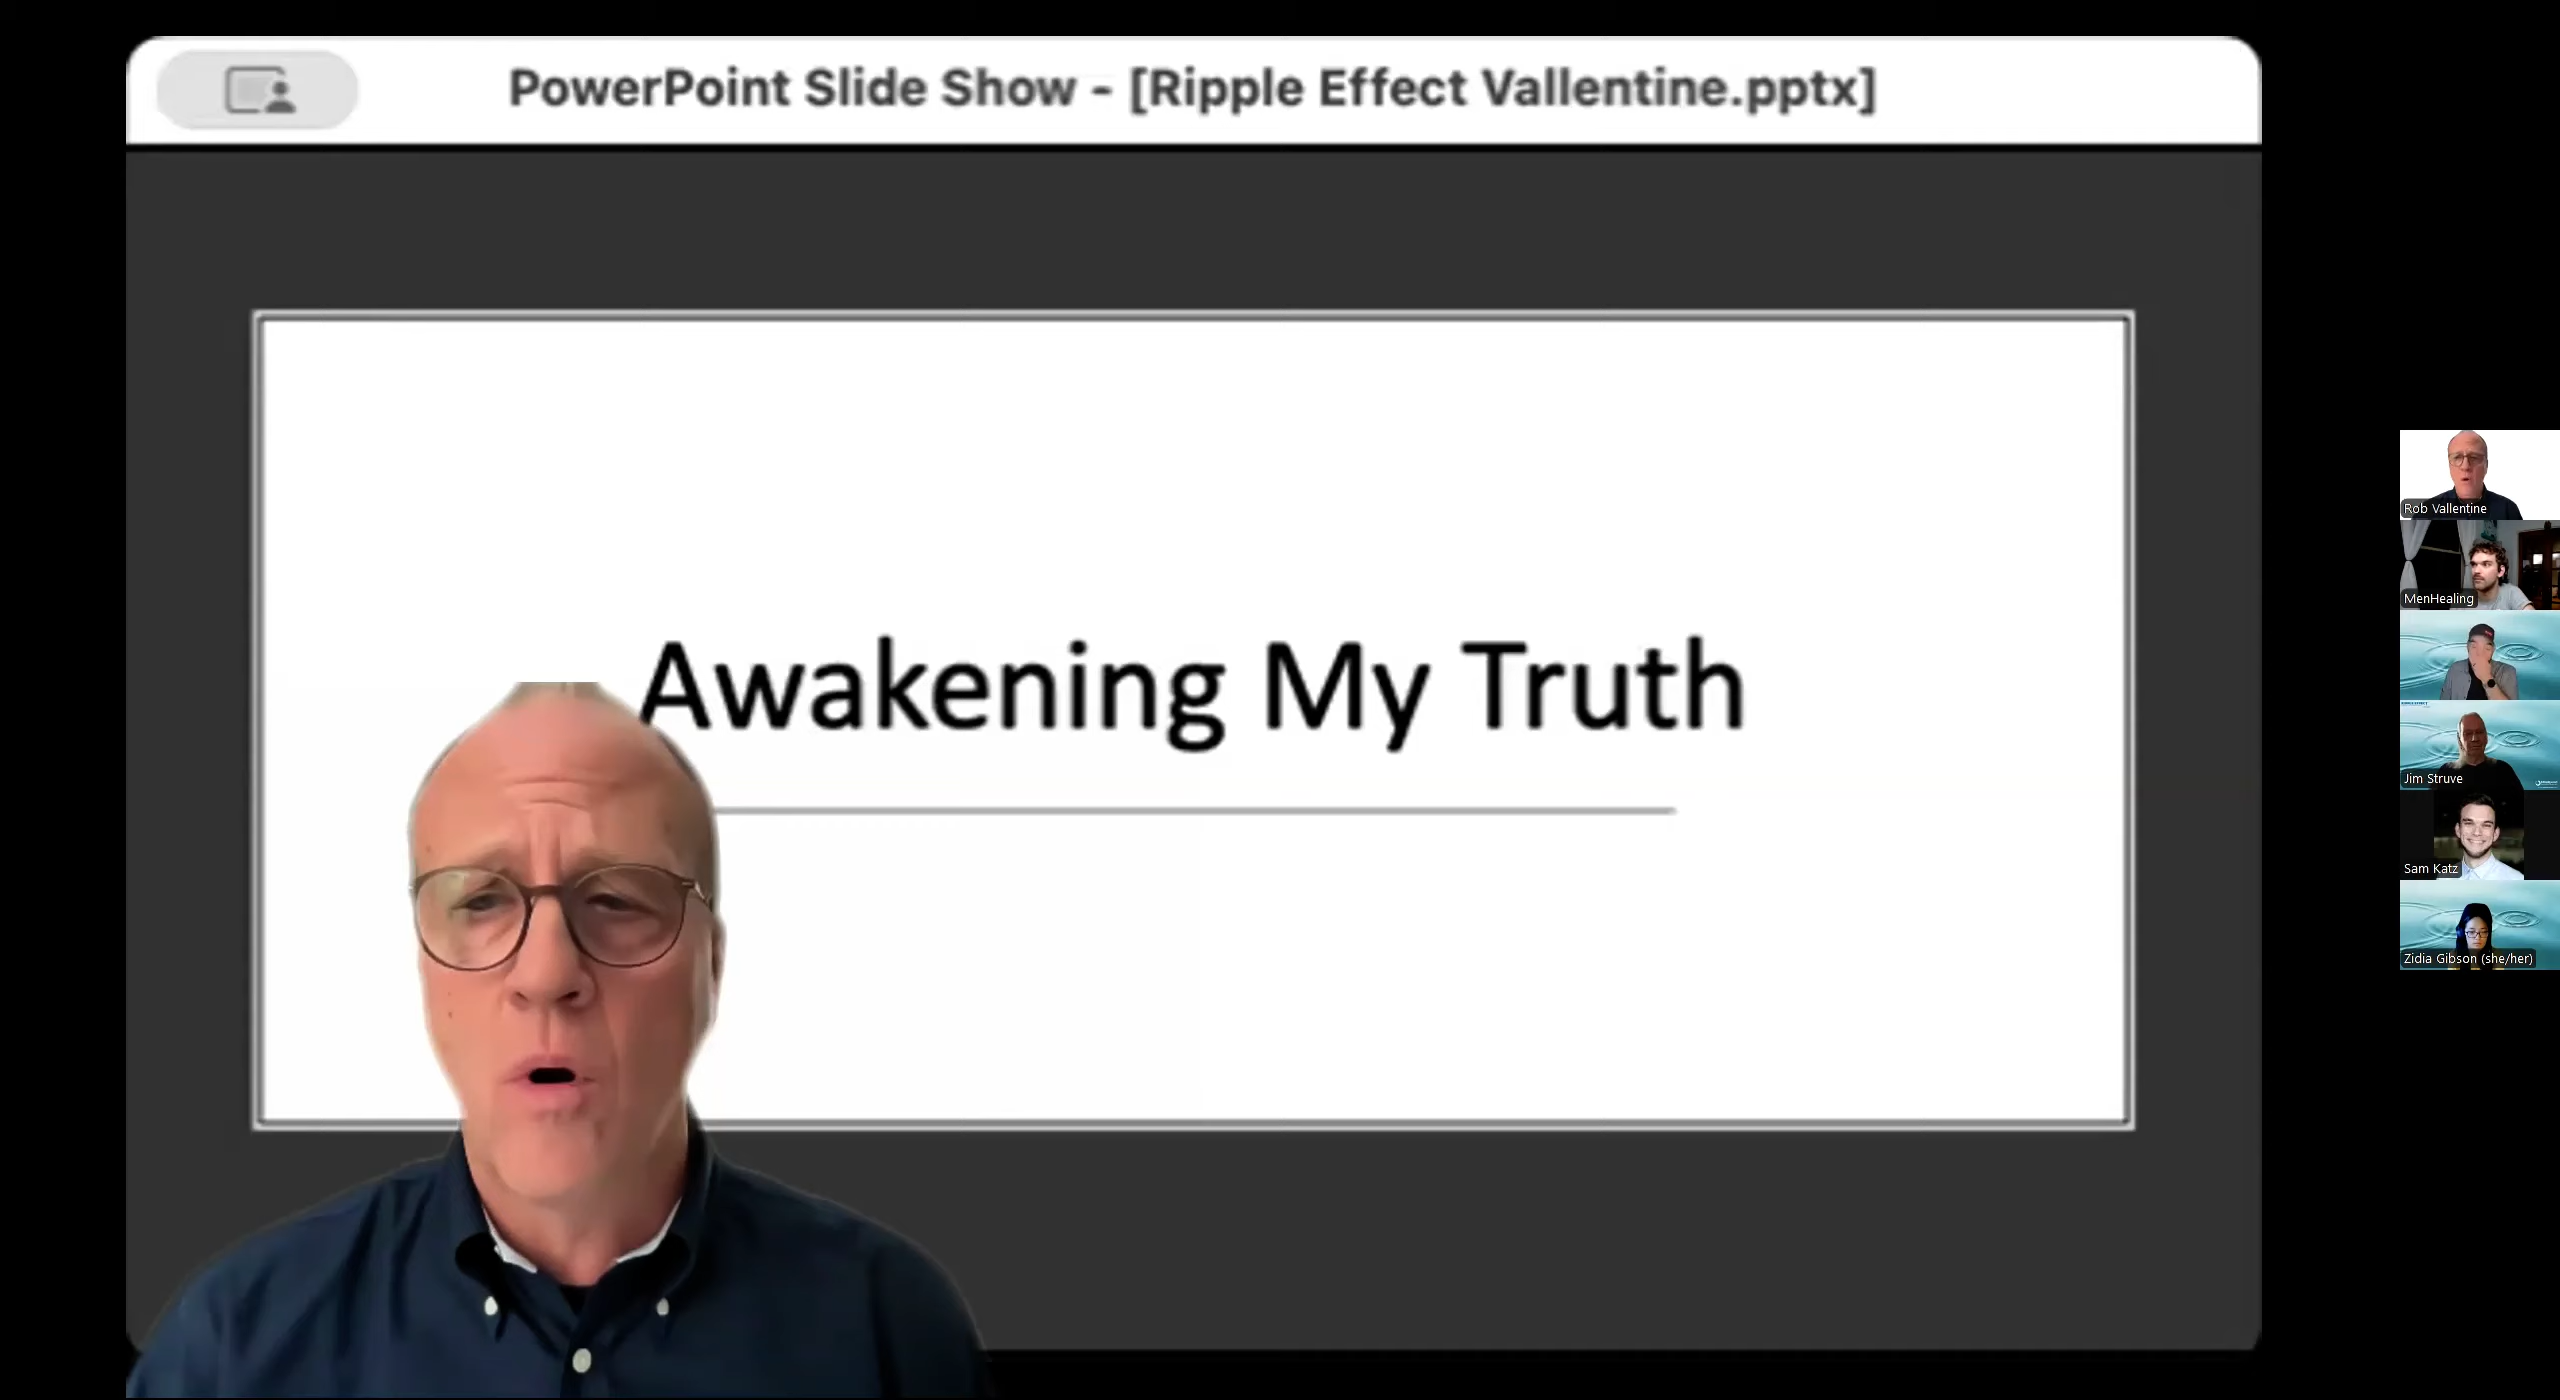 PowerPoint Slide Show - [Ripple Effect Vallentine.pptx]
Awakening My Truth
Rob Vallentine
MenHealing
Jim Struve
Sam Katz
Zidia Gibson (she/her)